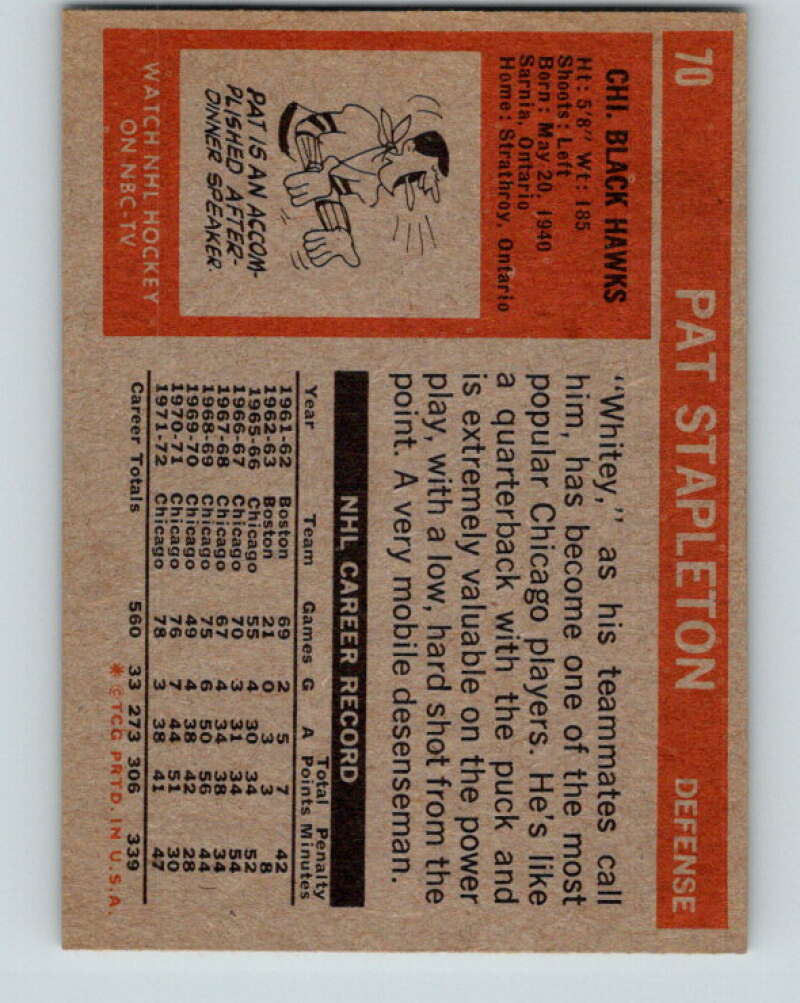 70 PAT STAPLETON DEFENSE
CHI. BLACK HAWKS
Ht: 5'8" Wt: 185
Shoots: Left
Born: May 20, 1940
Sarnia, Ontario
Home: Strathroy, Ontario
PAT IS AN ACCOM-
PLISHED AFTER-
DINNER SPEAKER.
WATCH NHL HOCKEY
ON NBC-TV
"Whitey," as his teammates call
him, has become one of the most
popular Chicago players. He's like
a quarterback with the puck and
is extremely valuable on the power
play, with a low, hard shot from the
point. A very mobile desenseman.
NHL CAREER RECORD
Total Penalty
Year Team Games G A Points Minutes
1961-62 Boston 69 2 5 7 42
1962-63 Boston 21 0 3 3 8
1965-66 Chicago 55 4 30 34 52
1966-67 Chicago 70 3 31 34 54
1967-68 Chicago 67 4 34 38 34
1968-69 Chicago 75 6 50 56 44
1969-70 Chicago 49 4 38 42 28
1970-71 Chicago 76 7 44 51 30
1971-72 Chicago 78 3 38 41 47
Career Totals 560 33 273 306 339
* © TCG PRTD. IN U.S.A.